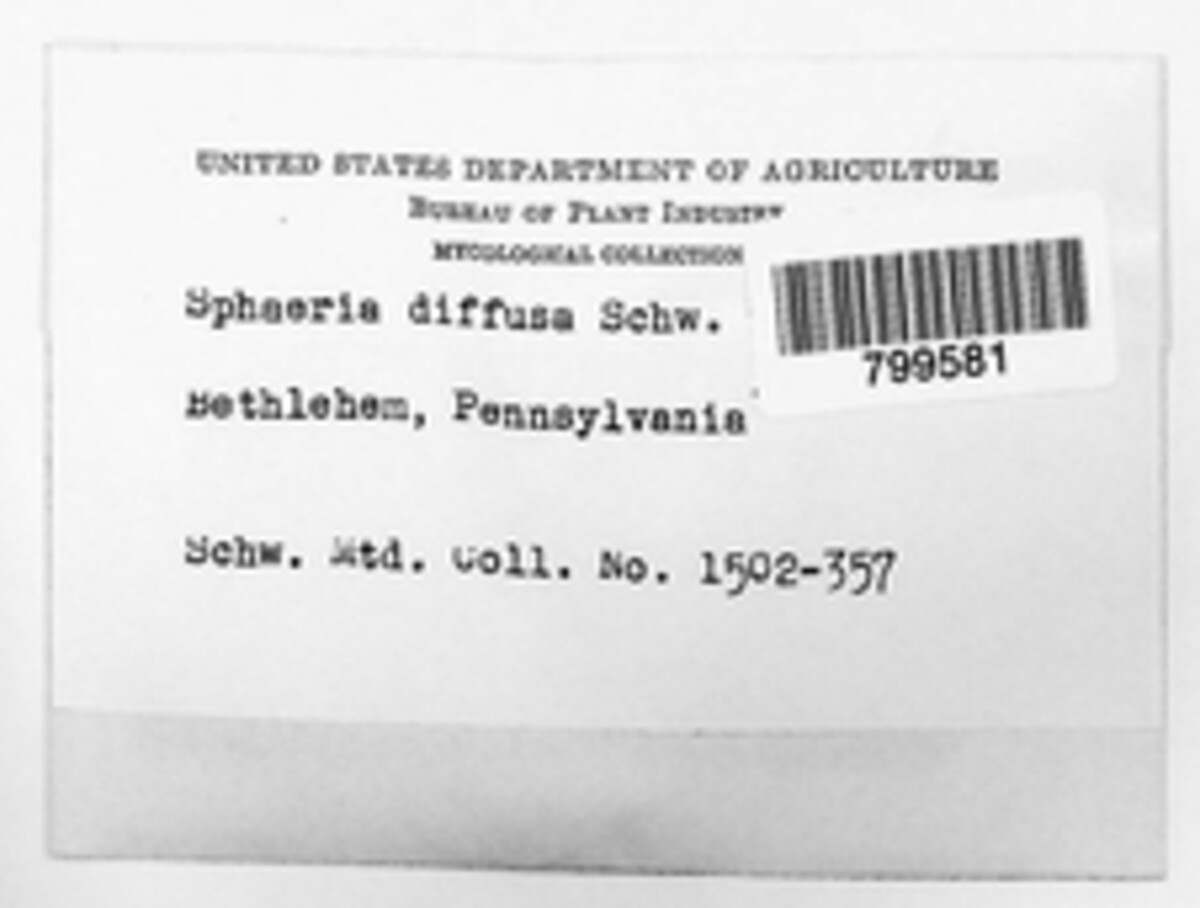 UNITED STATES DEPARTMENT OF AGRICULTURE
BUREAU OF PLANT INDUSTRY
MYCOLOGICAL COLLECTION
Sphaeria diffusa Schw.
799581
Bethlehem, Pennsylvania
Schw. Mtd. Coll. No. 1502-357